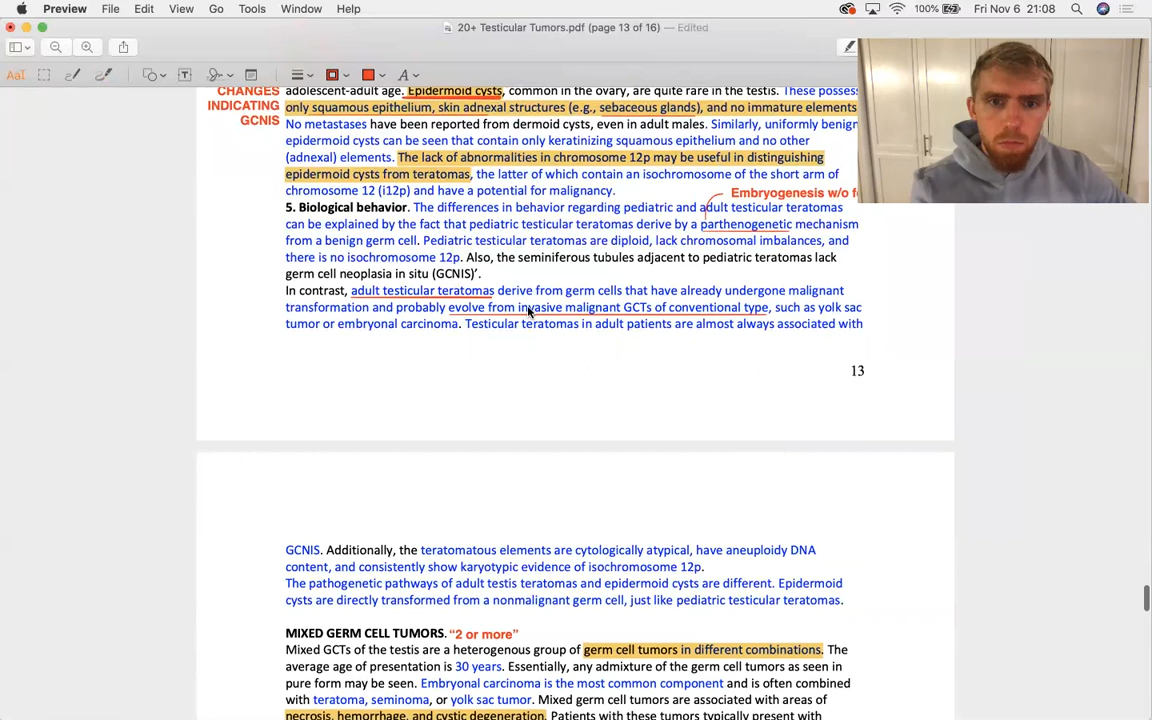 Preview File Edit View Go Tools Window Help 100% Fri Nov 6 21:08
20+ Testicular Tumors.pdf (page 13 of 16) — Edited
CHANGES
INDICATING
GCNIS
adolescent-adult age. Epidermoid cysts, common in the ovary, are quite rare in the testis. These possess
only squamous epithelium, skin adnexal structures (e.g., sebaceous glands), and no immature elements
No metastases have been reported from dermoid cysts, even in adult males. Similarly, uniformly benign
epidermoid cysts can be seen that contain only keratinizing squamous epithelium and no other
(adnexal) elements. The lack of abnormalities in chromosome 12p may be useful in distinguishing
epidermoid cysts from teratomas, the latter of which contain an isochromosome of the short arm of
chromosome 12 (i12p) and have a potential for malignancy.
Embryogenesis w/o
5. Biological behavior. The differences in behavior regarding pediatric and adult testicular teratomas
can be explained by the fact that pediatric testicular teratomas derive by a parthenogenetic mechanism
from a benign germ cell. Pediatric testicular teratomas are diploid, lack chromosomal imbalances, and
there is no isochromosome 12p. Also, the seminiferous tubules adjacent to pediatric teratomas lack
germ cell neoplasia in situ (GCNIS)’.
In contrast, adult testicular teratomas derive from germ cells that have already undergone malignant
transformation and probably evolve from invasive malignant GCTs of conventional type, such as yolk sac
tumor or embryonal carcinoma. Testicular teratomas in adult patients are almost always associated with
13
GCNIS. Additionally, the teratomatous elements are cytologically atypical, have aneuploidy DNA
content, and consistently show karyotypic evidence of isochromosome 12p.
The pathogenetic pathways of adult testis teratomas and epidermoid cysts are different. Epidermoid
cysts are directly transformed from a nonmalignant germ cell, just like pediatric testicular teratomas.
MIXED GERM CELL TUMORS. “2 or more”
Mixed GCTs of the testis are a heterogenous group of germ cell tumors in different combinations. The
average age of presentation is 30 years. Essentially, any admixture of the germ cell tumors as seen in
pure form may be seen. Embryonal carcinoma is the most common component and is often combined
with teratoma, seminoma, or yolk sac tumor. Mixed germ cell tumors are associated with areas of
necrosis, hemorrhage, and cystic degeneration. Patients with these tumors typically present with